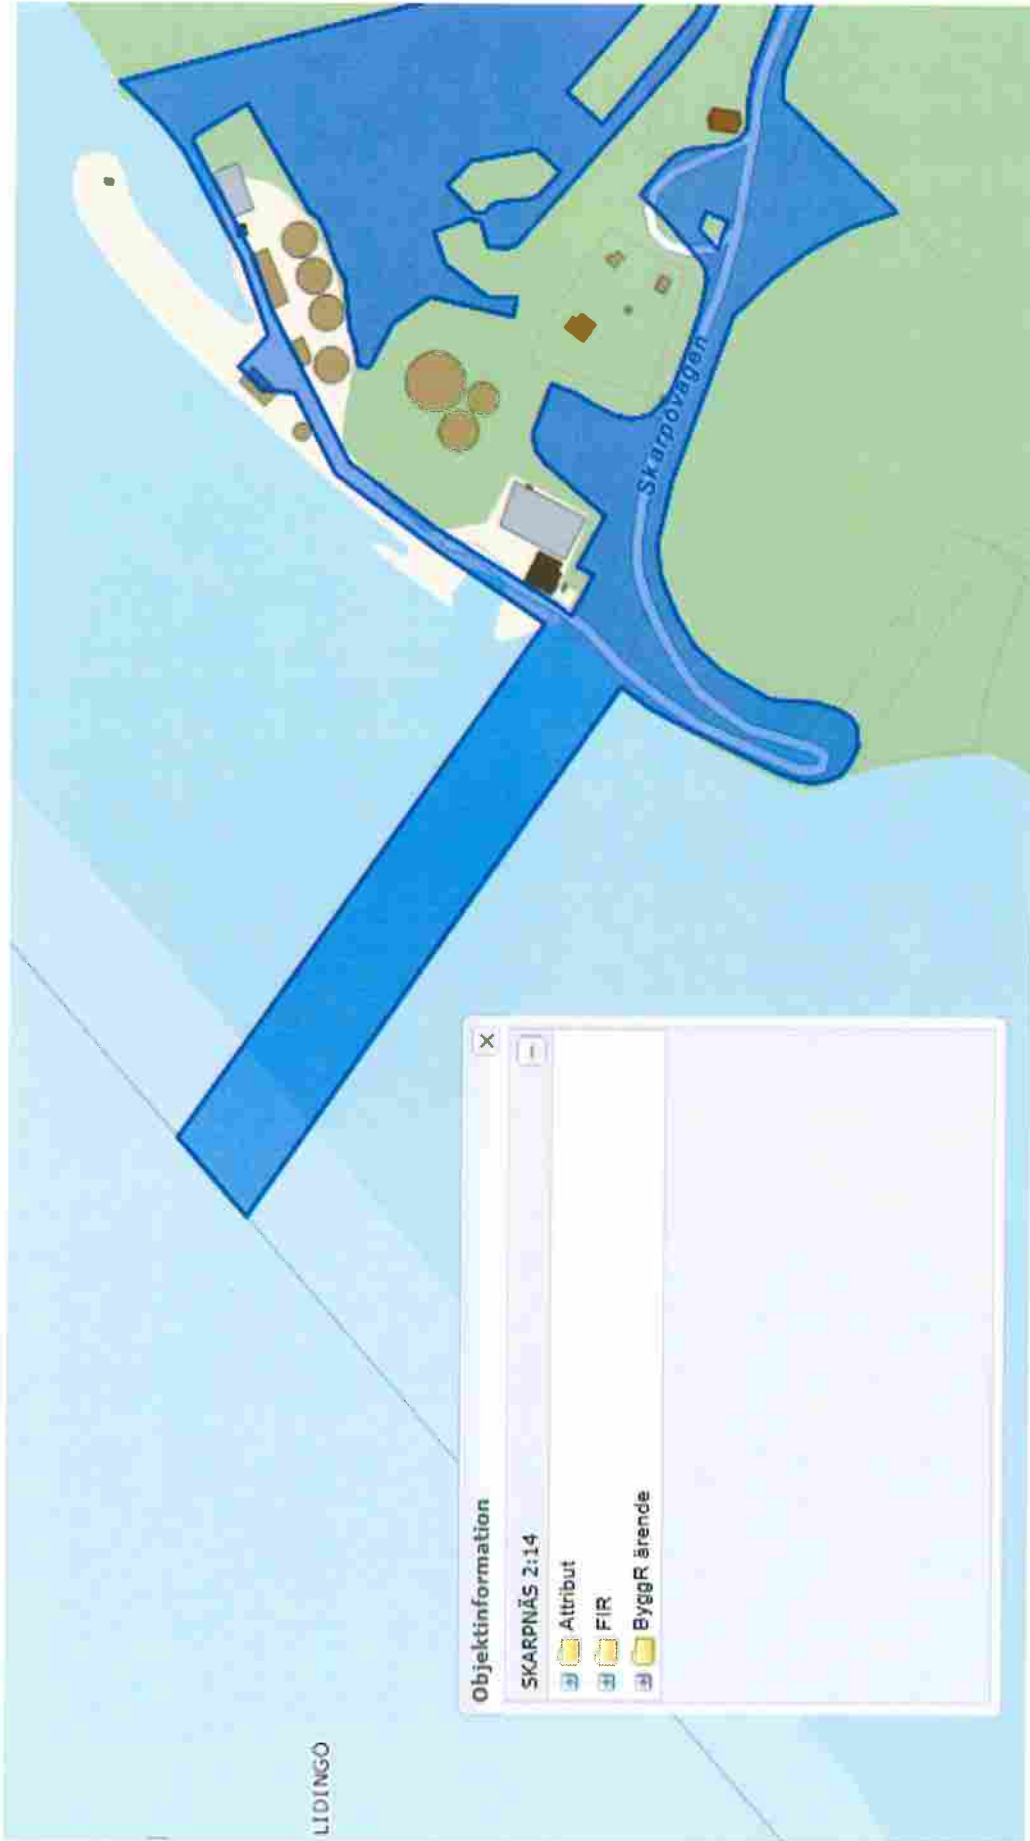 LIDINGÖ
Skarpövägen
Objektinformation
SKARPNÄS 2:14
Attribut
FIR
ByggR ärende